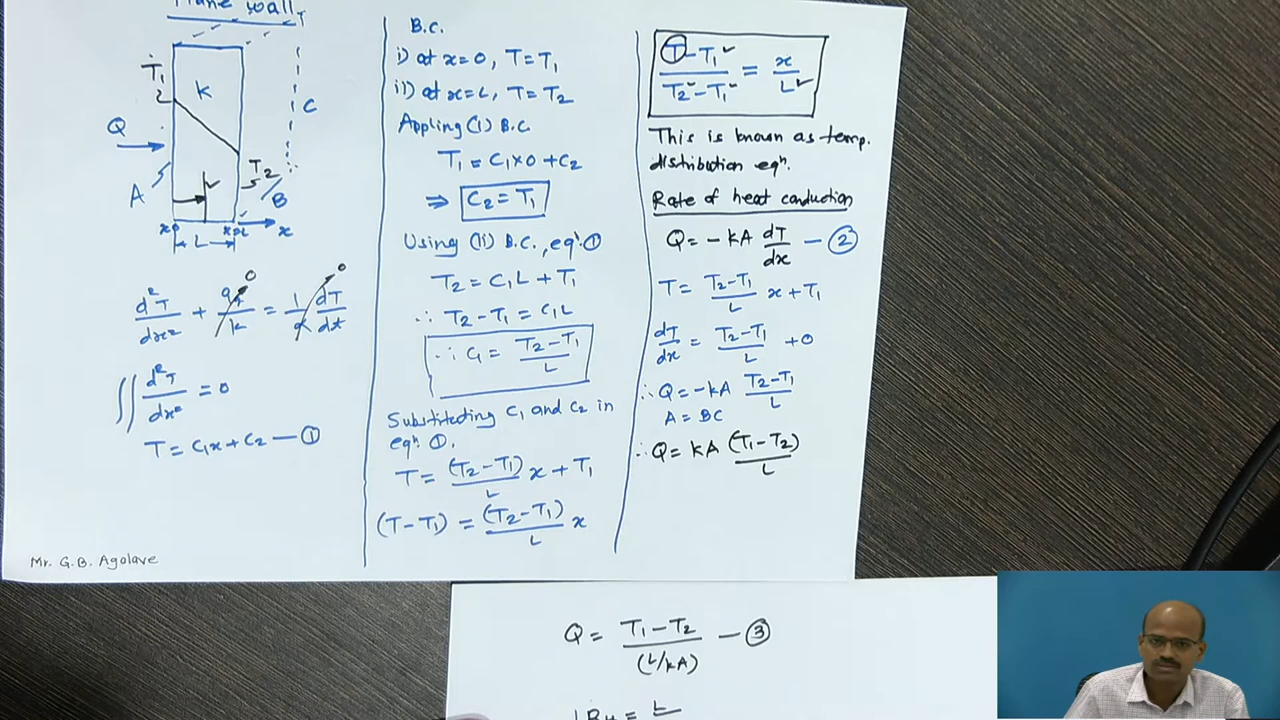 Plane wall
T₁
k
C
Q
T₂
A
B
x=0
x=L
x
L
d²T/dx² + qg/k = 1/α dT/dt
0
0
∬ d²T/dx² = 0
T = C₁x + C₂ — ①
Mr. G.B. Agolave
B.C.
i) at x=0, T=T₁
ii) at x=L, T=T₂
Appling (i) B.C.
T₁ = C₁×0 + C₂
⇒ C₂ = T₁
Using (ii) B.C., eqⁿ. ①
T₂ = C₁L + T₁
∴ T₂ - T₁ = C₁L
∴ C₁ = (T₂ - T₁)/L
Substituting C₁ and C₂ in
eqⁿ. ①.
T = (T₂ - T₁)/L x + T₁
(T - T₁) = (T₂ - T₁)/L x
(T - T₁)/(T₂ - T₁) = x/L
This is known as temp.
distribution eqⁿ.
Rate of heat conduction
Q = -kA dT/dx — ②
T = (T₂ - T₁)/L x + T₁
dT/dx = (T₂ - T₁)/L + 0
∴ Q = -kA (T₂ - T₁)/L
A = BC
∴ Q = kA (T₁ - T₂)/L
Q = (T₁ - T₂)/(L/kA) — ③